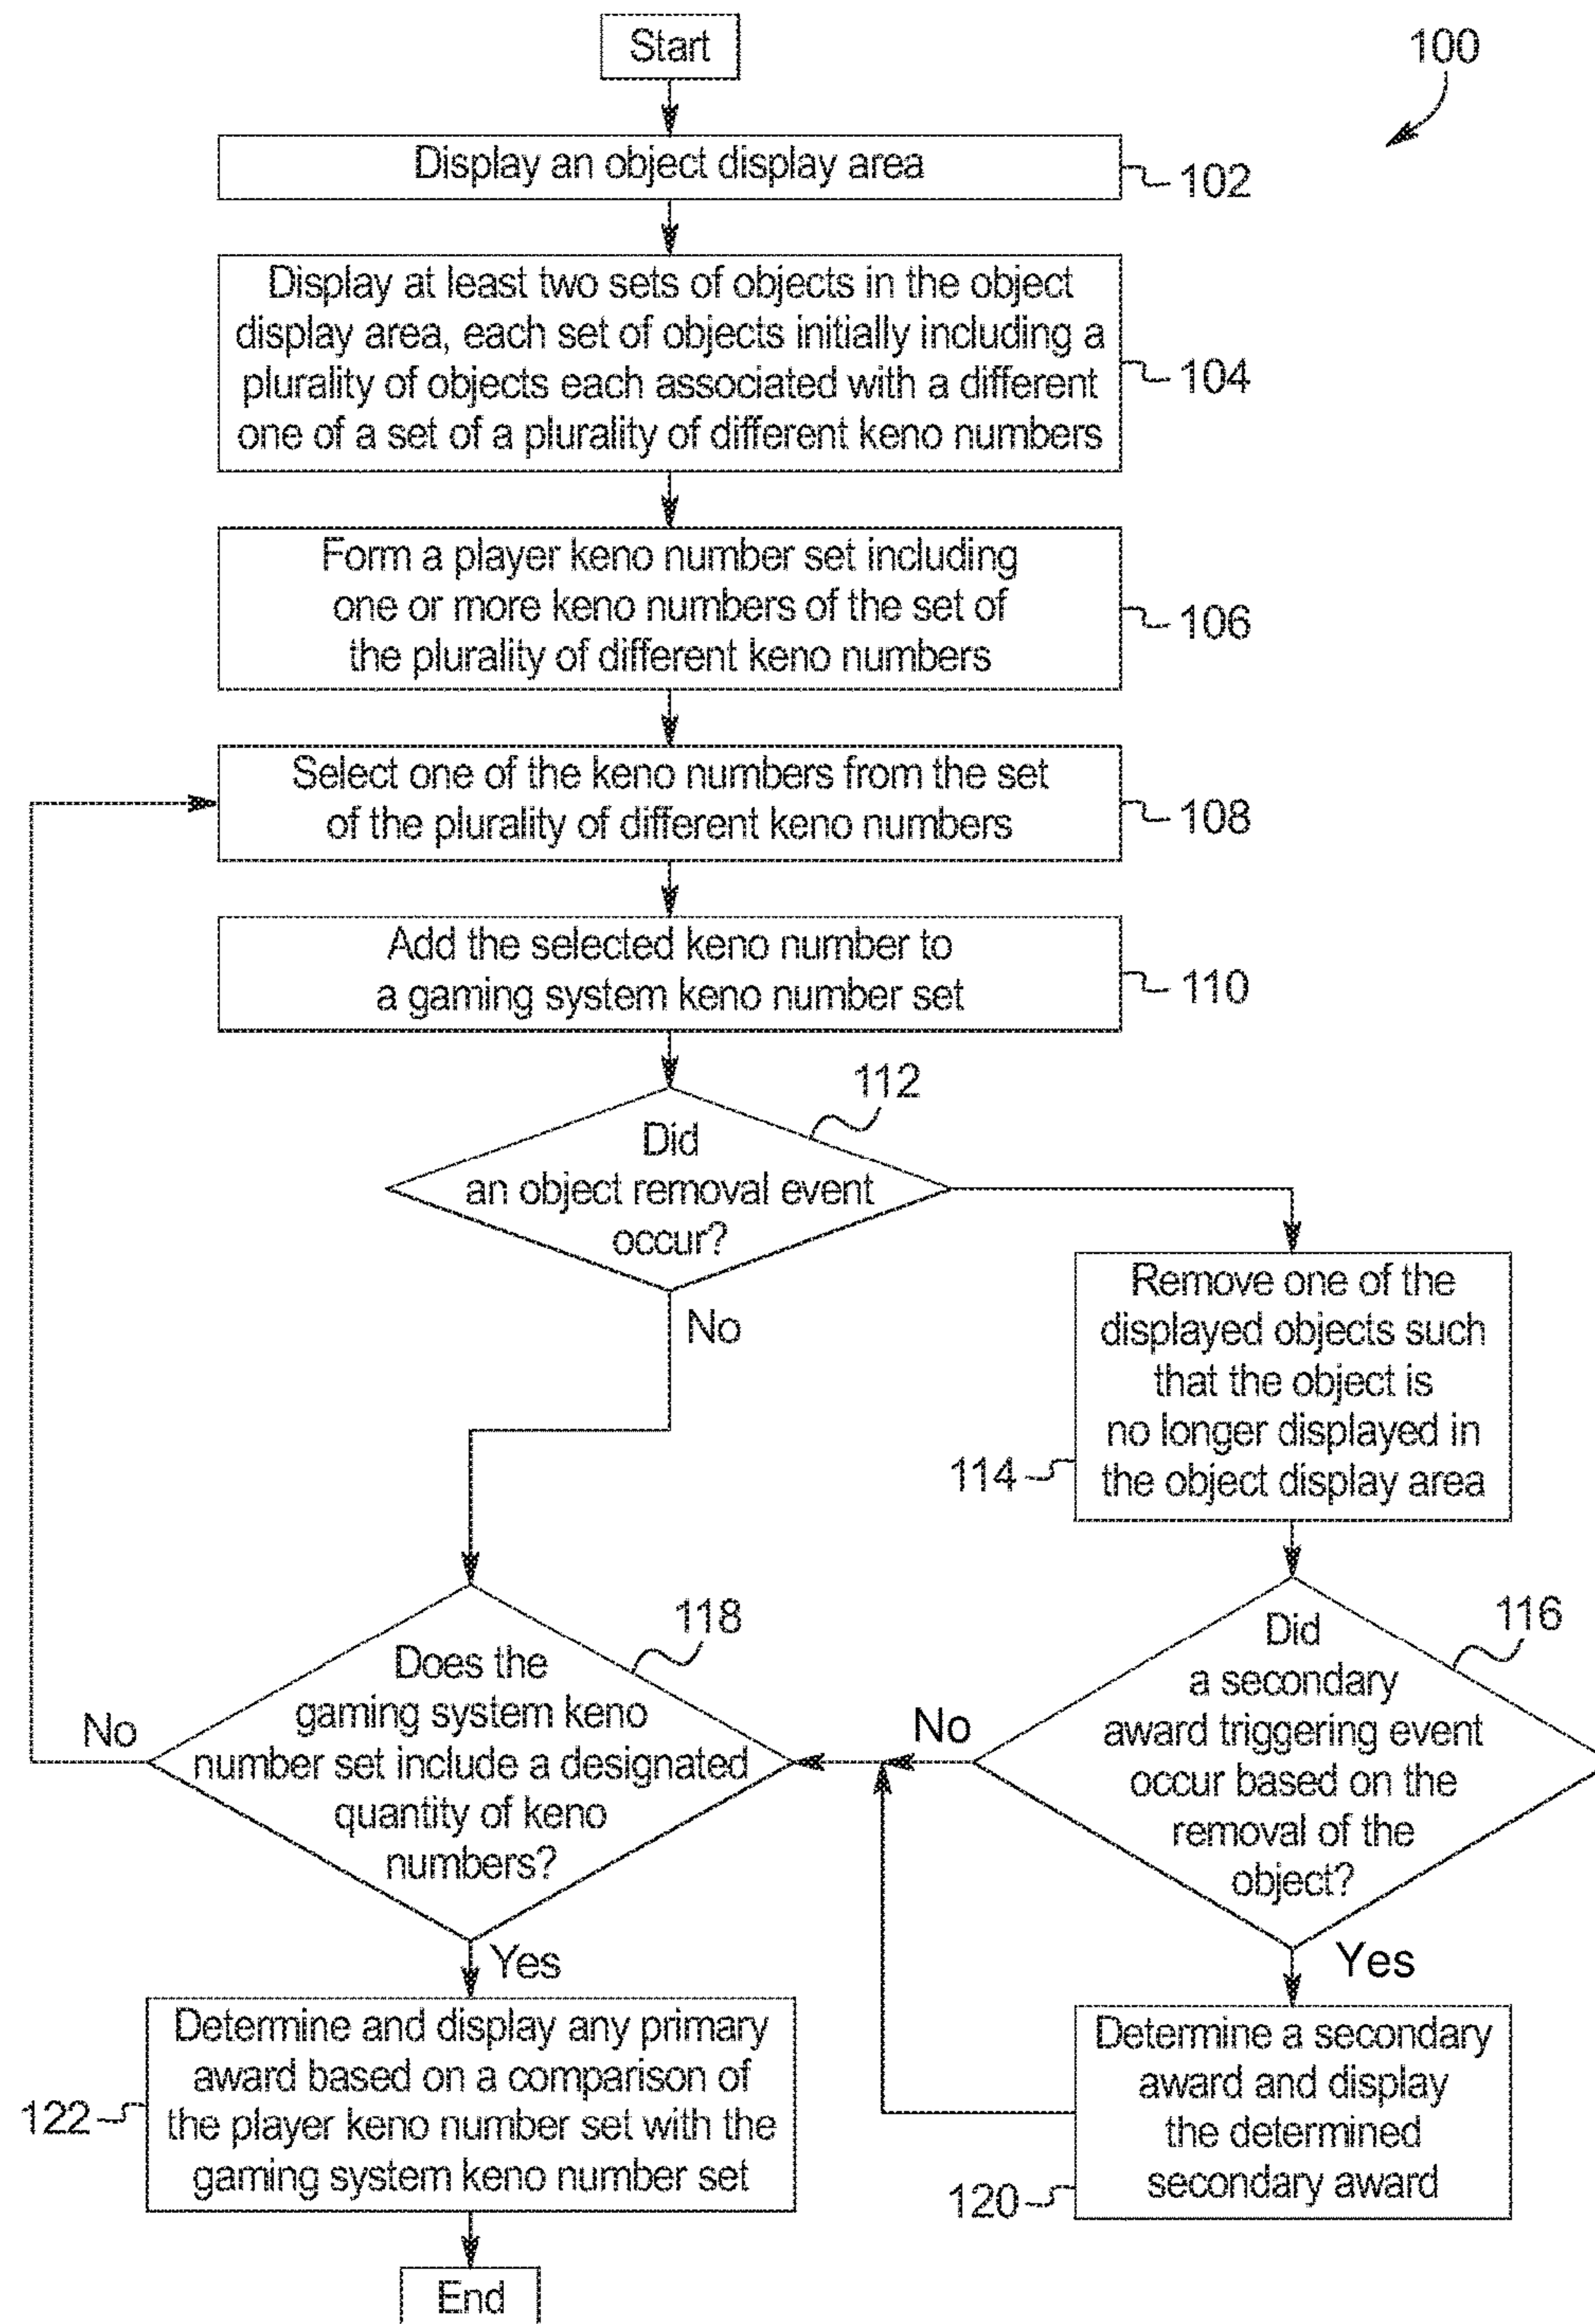 Start
100
Display an object display area
102
Display at least two sets of objects in the object
display area, each set of objects initially including a
plurality of objects each associated with a different
one of a set of a plurality of different keno numbers
104
Form a player keno number set including
one or more keno numbers of the set of
the plurality of different keno numbers
106
Select one of the keno numbers from the set
of the plurality of different keno numbers
108
Add the selected keno number to
a gaming system keno number set
110
112
Did
an object removal event
occur?
No
Remove one of the
displayed objects such
that the object is
no longer displayed in
the object display area
114
116
Did
a secondary
award triggering event
occur based on the
removal of the
object?
No
Yes
118
Does the
gaming system keno
number set include a designated
quantity of keno
numbers?
No
Yes
Determine a secondary
award and display
the determined
secondary award
120
Determine and display any primary
award based on a comparison of
the player keno number set with the
gaming system keno number set
122
End